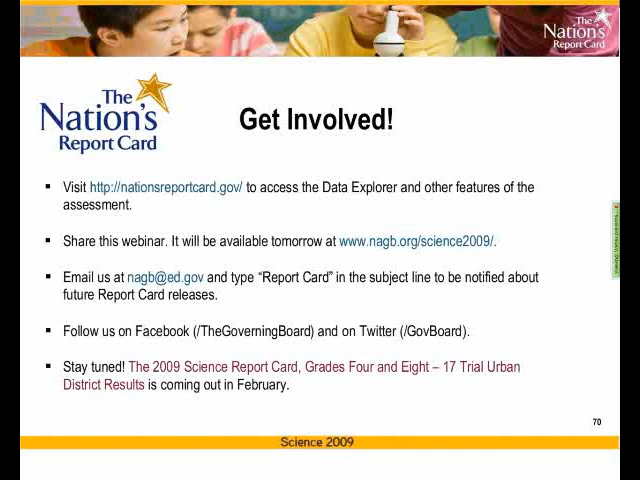 The
Nation's
Report Card
The
Nation's
Report Card
Get Involved!
▪ Visit http://nationsreportcard.gov/ to access the Data Explorer and other features of the
assessment.
▪ Share this webinar. It will be available tomorrow at www.nagb.org/science2009/.
▪ Email us at nagb@ed.gov and type “Report Card” in the subject line to be notified about
future Report Card releases.
▪ Follow us on Facebook (/TheGoverningBoard) and on Twitter (/GovBoard).
▪ Stay tuned! The 2009 Science Report Card, Grades Four and Eight – 17 Trial Urban
District Results is coming out in February.
70
Science 2009